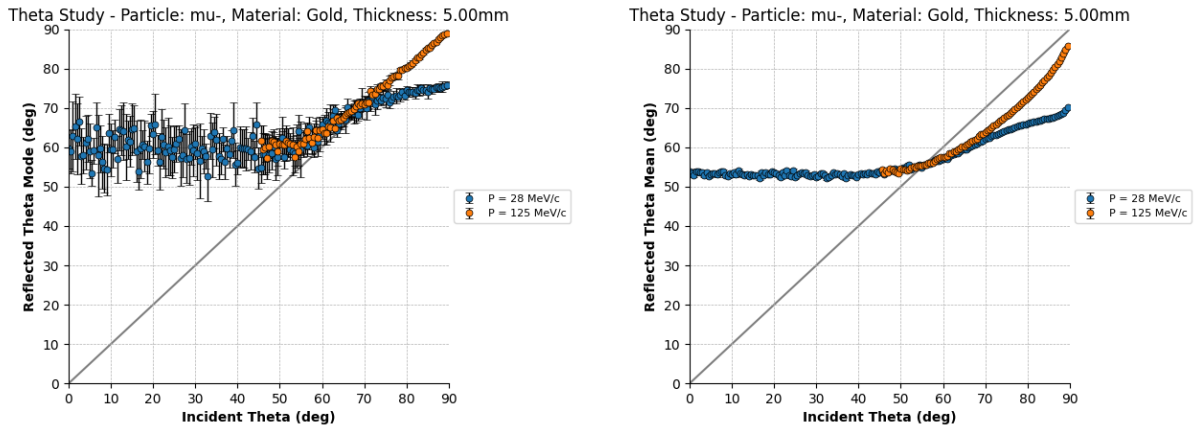 Theta Study - Particle: mu-, Material: Gold, Thickness: 5.00mm
90
80
70
60
50
40
30
20
10
0
Reflected Theta Mode (deg)
0 10 20 30 40 50 60 70 80 90
Incident Theta (deg)
P = 28 MeV/c
P = 125 MeV/c
Theta Study - Particle: mu-, Material: Gold, Thickness: 5.00mm
90
80
70
60
50
40
30
20
10
0
Reflected Theta Mean (deg)
0 10 20 30 40 50 60 70 80 90
Incident Theta (deg)
P = 28 MeV/c
P = 125 MeV/c